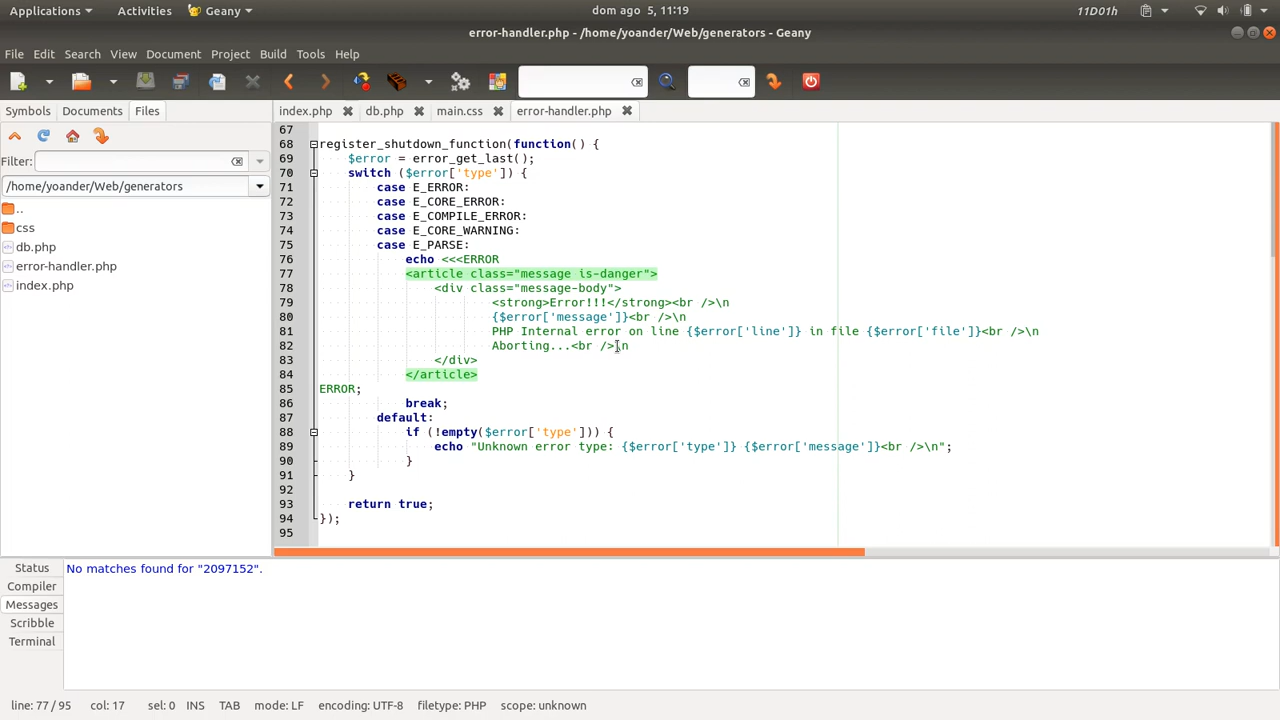 Applications Activities Geany dom ago 5, 11:19 11D01h
error-handler.php - /home/yoander/Web/generators - Geany
File Edit Search View Document Project Build Tools Help
Symbols Documents Files index.php db.php main.css error-handler.php
Filter:
/home/yoander/Web/generators
..
css
db.php
error-handler.php
index.php
67
68 register_shutdown_function(function() {
69 $error = error_get_last();
70 switch ($error['type']) {
71 case E_ERROR:
72 case E_CORE_ERROR:
73 case E_COMPILE_ERROR:
74 case E_CORE_WARNING:
75 case E_PARSE:
76 echo <<<ERROR
77 <article class="message is-danger">
78 <div class="message-body">
79 <strong>Error!!!</strong><br />\n
80 {$error['message']}<br />\n
81 PHP Internal error on line {$error['line']} in file {$error['file']}<br />\n
82 Aborting...<br />\n
83 </div>
84 </article>
85 ERROR;
86 break;
87 default:
88 if (!empty($error['type'])) {
89 echo "Unknown error type: {$error['type']} {$error['message']}<br />\n";
90 }
91 }
92
93 return true;
94 });
95
Status
Compiler
Messages
Scribble
Terminal
No matches found for "2097152".
line: 77 / 95 col: 17 sel: 0 INS TAB mode: LF encoding: UTF-8 filetype: PHP scope: unknown